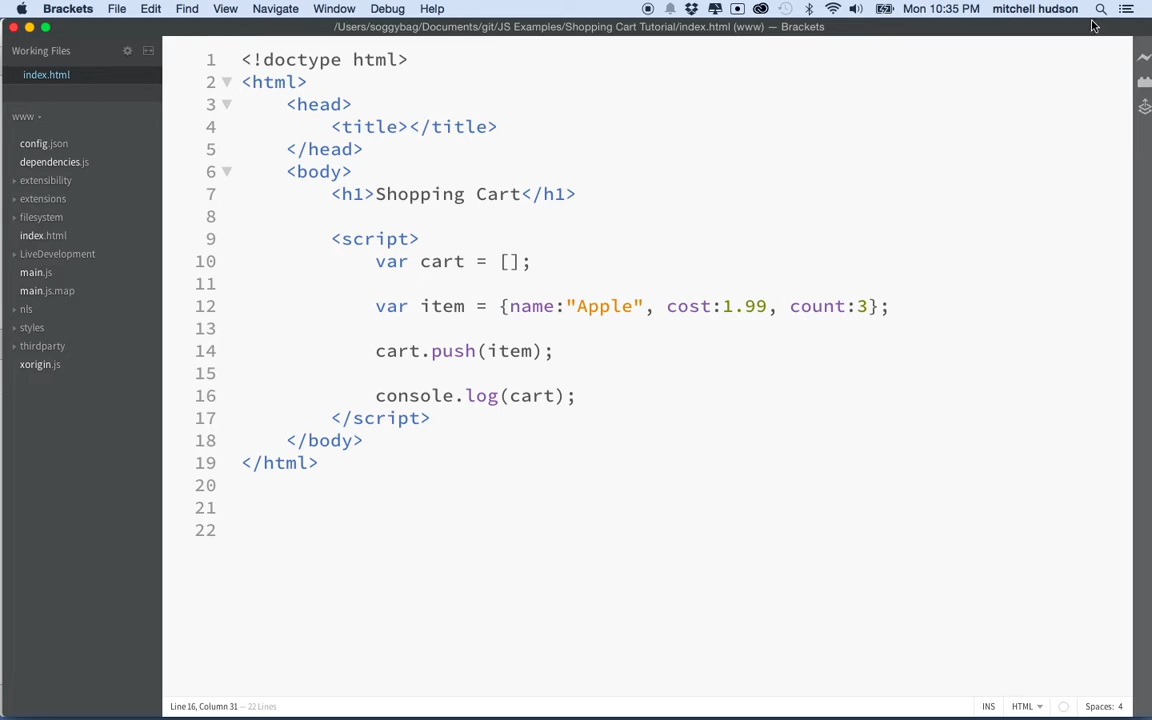 Brackets File Edit Find View Navigate Window Debug Help Mon 10:35 PM mitchell hudson
/Users/soggybag/Documents/git/JS Examples/Shopping Cart Tutorial/index.html (www) — Brackets
Working Files
index.html
www
config.json
dependencies.js
extensibility
extensions
filesystem
index.html
LiveDevelopment
main.js
main.js.map
nls
styles
thirdparty
xorigin.js
1 <!doctype html>
2 <html>
3 <head>
4 <title></title>
5 </head>
6 <body>
7 <h1>Shopping Cart</h1>
8
9 <script>
10 var cart = [];
11
12 var item = {name:"Apple", cost:1.99, count:3};
13
14 cart.push(item);
15
16 console.log(cart);
17 </script>
18 </body>
19 </html>
20
21
22
Line 16, Column 31 — 22 Lines INS HTML Spaces: 4